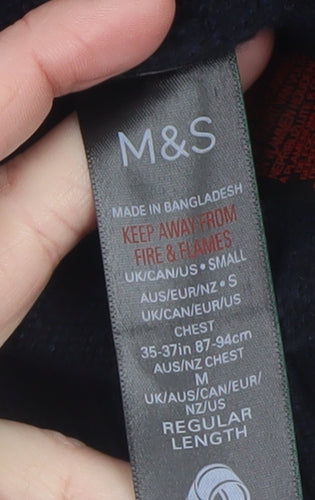 M&S
MADE IN BANGLADESH
KEEP AWAY FROM
FIRE & FLAMES
UK/CAN/US • SMALL
AUS/EUR/NZ • S
UK/CAN/EUR/US
CHEST
35-37in 87-94cm
AUS/NZ CHEST
M
UK/AUS/CAN/EUR/
NZ/US
REGULAR
LENGTH